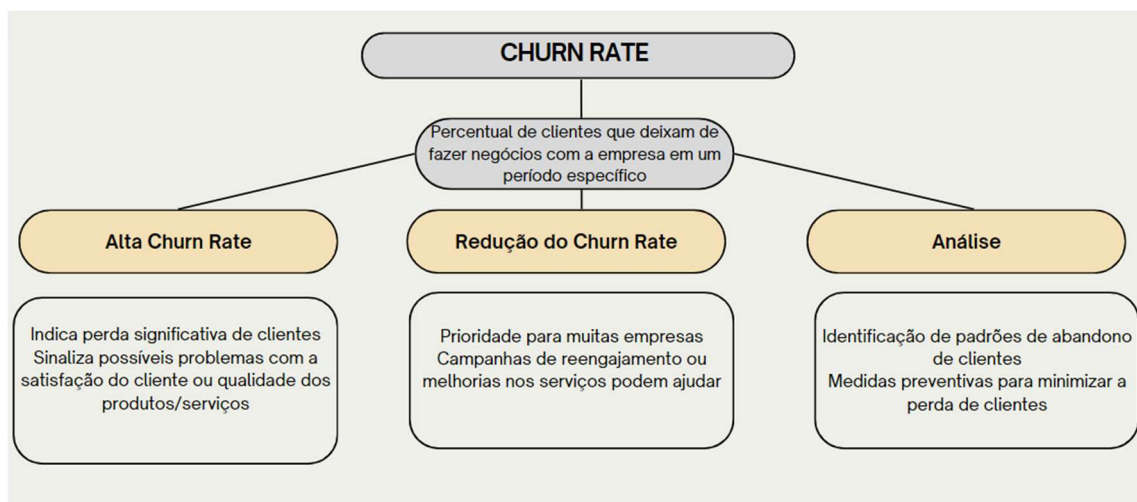 CHURN RATE
Percentual de clientes que deixam de
fazer negócios com a empresa em um
período específico
Alta Churn Rate
Indica perda significativa de clientes
Sinaliza possíveis problemas com a
satisfação do cliente ou qualidade dos
produtos/serviços
Redução do Churn Rate
Prioridade para muitas empresas
Campanhas de reengajamento ou
melhorias nos serviços podem ajudar
Análise
Identificação de padrões de abandono
de clientes
Medidas preventivas para minimizar a
perda de clientes